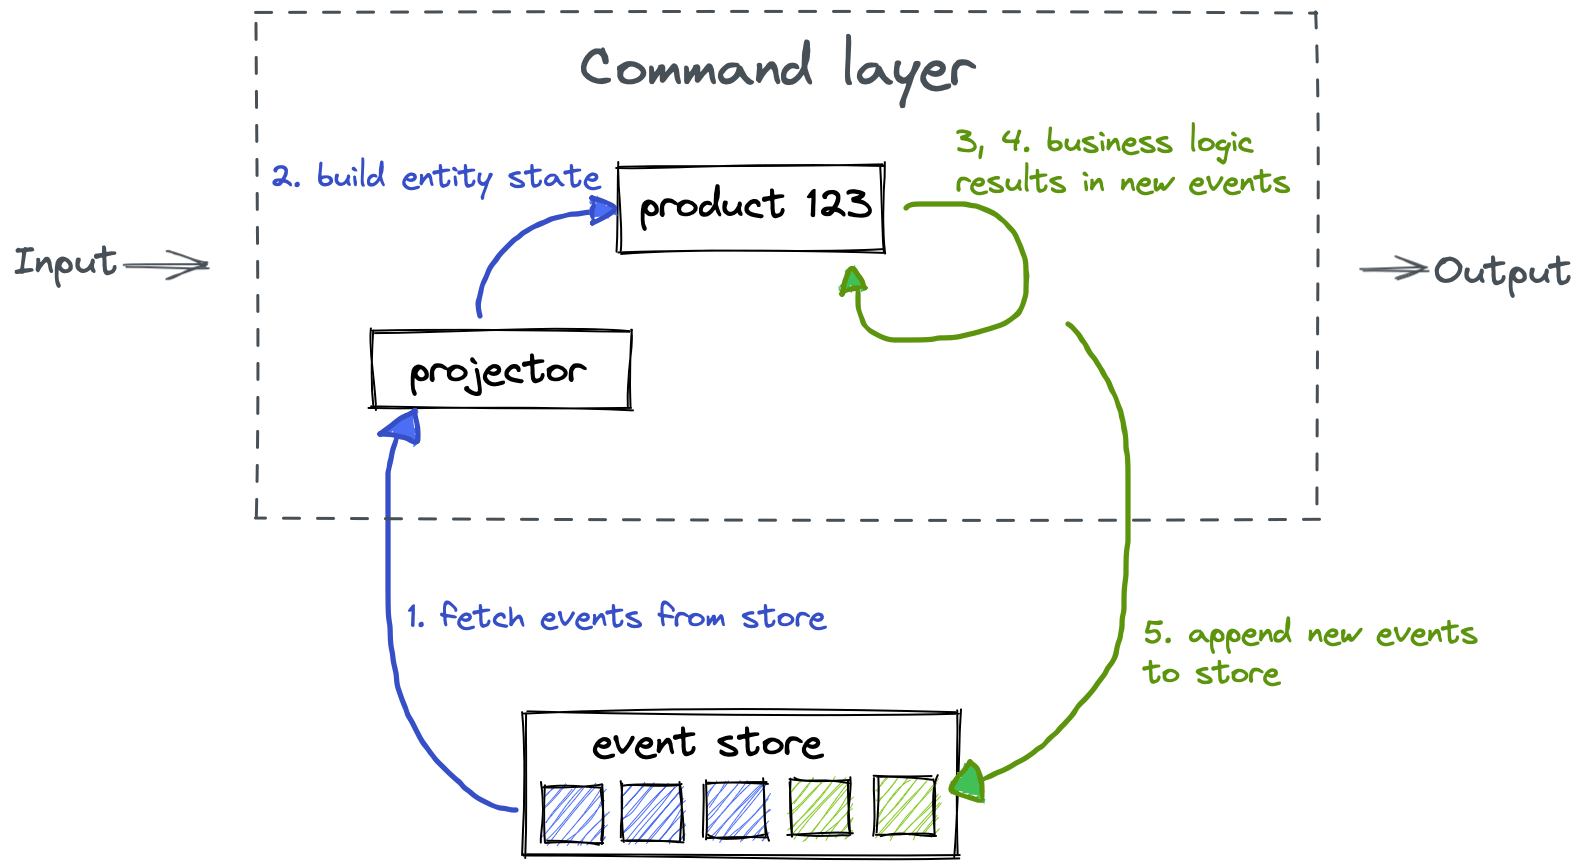 Command layer
3, 4. business logic
results in new events
2. build entity state
product 123
Input
Output
projector
1. fetch events from store
5. append new events
to store
event store